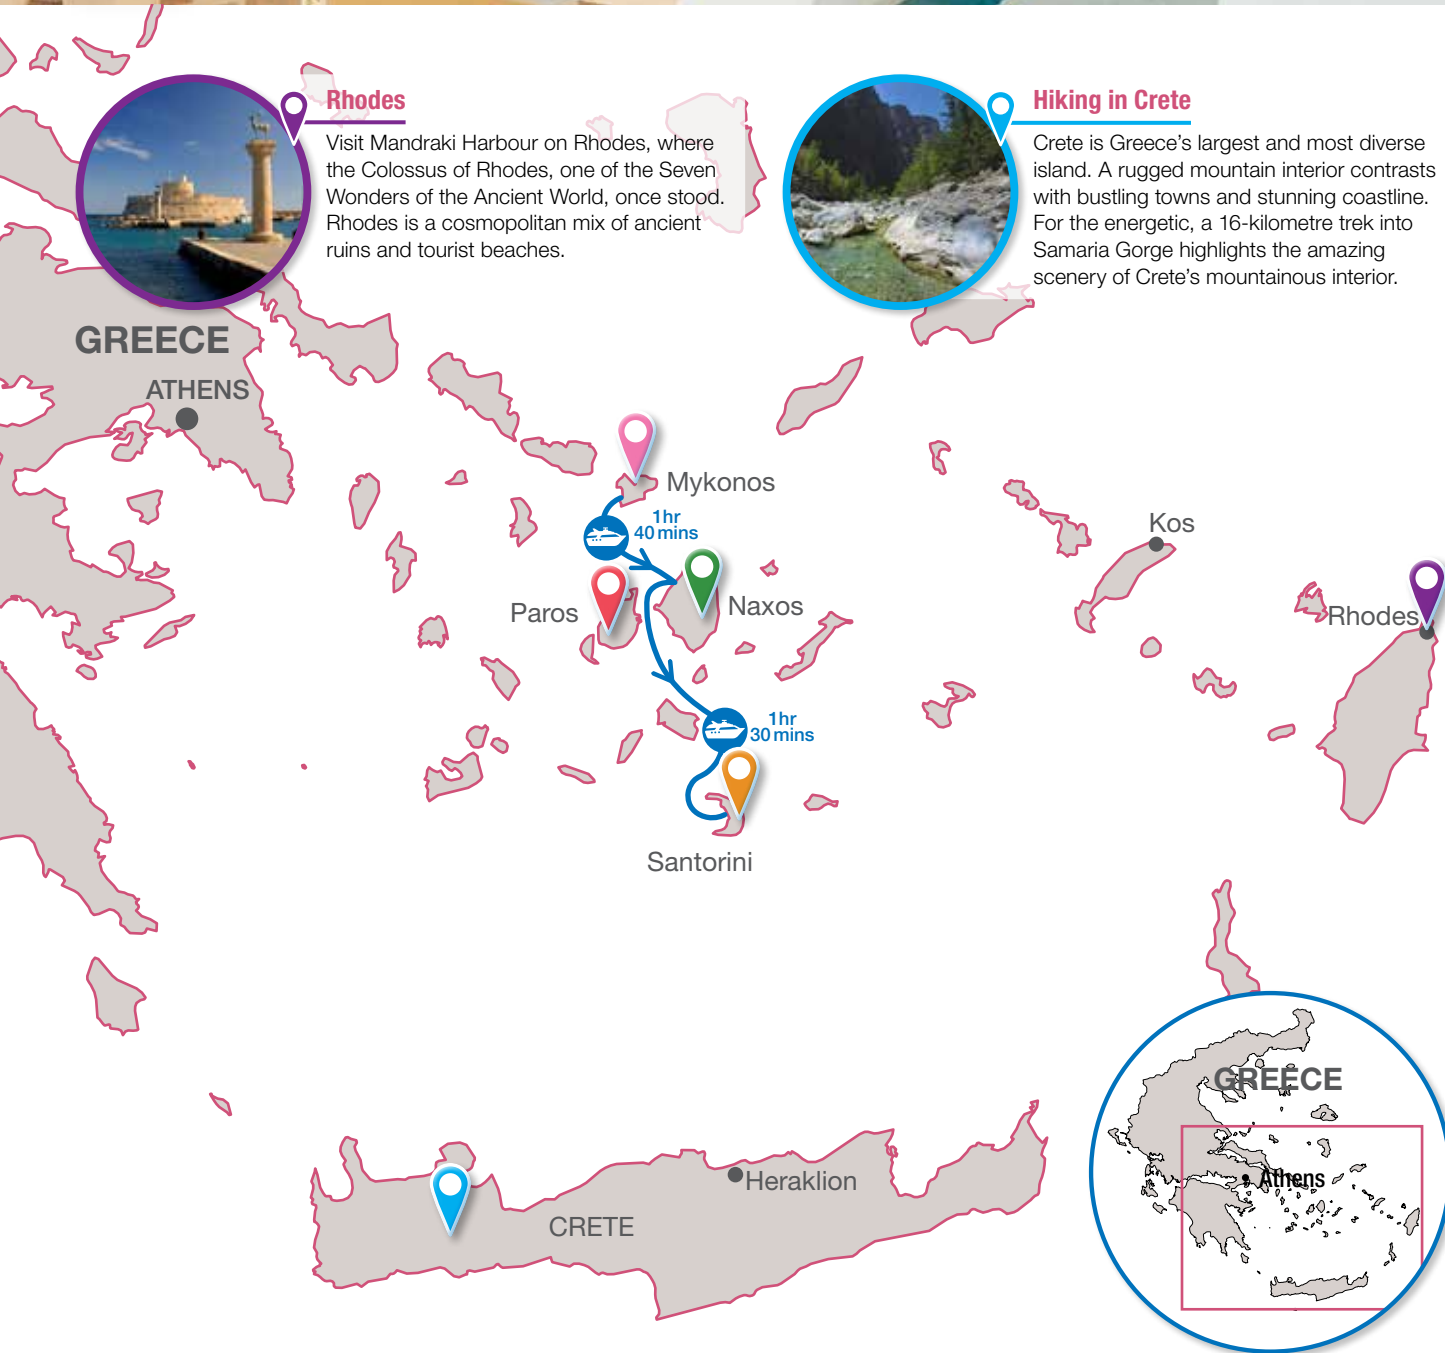 Rhodes
Visit Mandraki Harbour on Rhodes, where
the Colossus of Rhodes, one of the Seven
Wonders of the Ancient World, once stood.
Rhodes is a cosmopolitan mix of ancient
ruins and tourist beaches.
Hiking in Crete
Crete is Greece's largest and most diverse
island. A rugged mountain interior contrasts
with bustling towns and stunning coastline.
For the energetic, a 16-kilometre trek into
Samaria Gorge highlights the amazing
scenery of Crete's mountainous interior.
GREECE
ATHENS
Mykonos
1hr
40 mins
Kos
Paros
Naxos
Rhodes
1hr
30 mins
Santorini
GREECE
Athens
Heraklion
CRETE